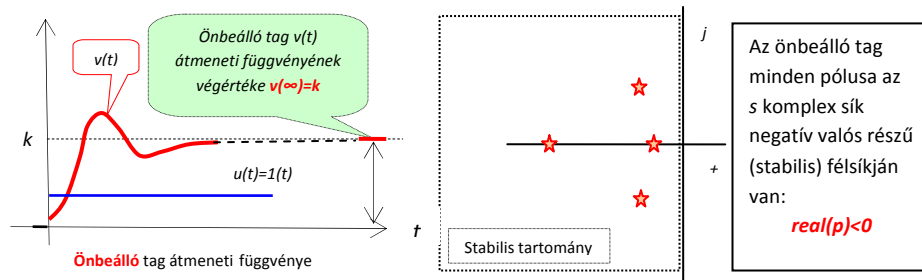 v(t)
Önbeálló tag v(t)
átmeneti függvényének
végértéke v(∞)=k
k
u(t)=1(t)
t
Önbeálló tag átmeneti függvénye
j
+
Stabilis tartomány
Az önbeálló tag
minden pólusa az
s komplex sík
negatív valós részű
(stabilis) félsíkján
van:
real(p)<0